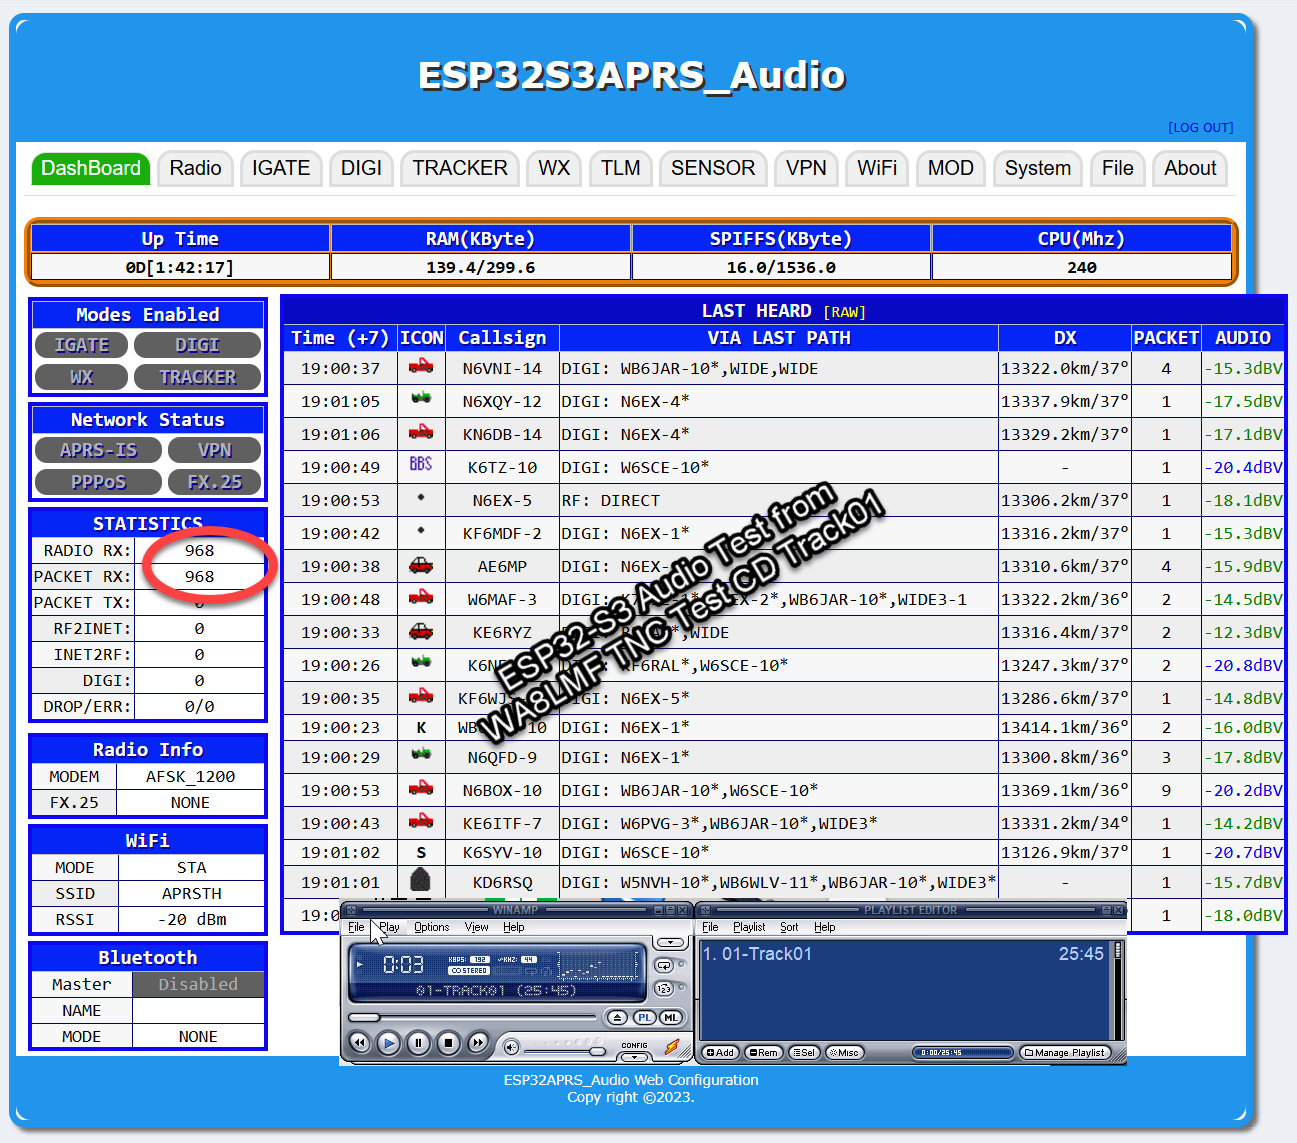 ESP32S3APRS_Audio
[LOG OUT]
DashBoard Radio IGATE DIGI TRACKER WX TLM SENSOR VPN WiFi MOD System File About
Up Time RAM(KByte) SPIFFS(KByte) CPU(Mhz)
0D[1:42:17] 139.4/299.6 16.0/1536.0 240
Modes Enabled
IGATE DIGI
WX TRACKER
Network Status
APRS-IS VPN
PPPoS FX.25
STATISTICS
RADIO RX: 968
PACKET RX: 968
PACKET TX: 0
RF2INET: 0
INET2RF: 0
DIGI: 0
DROP/ERR: 0/0
Radio Info
MODEM AFSK_1200
FX.25 NONE
WiFi
MODE STA
SSID APRSTH
RSSI -20 dBm
Bluetooth
Master Disabled
NAME
MODE NONE
LAST HEARD [RAW]
Time (+7) ICON Callsign VIA LAST PATH DX PACKET AUDIO
19:00:37 N6VNI-14 DIGI: WB6JAR-10*,WIDE,WIDE 13322.0km/37° 4 -15.3dBV
19:01:05 N6XQY-12 DIGI: N6EX-4* 13337.9km/37° 1 -17.5dBV
19:01:06 KN6DB-14 DIGI: N6EX-4* 13329.2km/37° 1 -17.1dBV
19:00:49 BBS K6TZ-10 DIGI: W6SCE-10* - 1 -20.4dBV
19:00:53 N6EX-5 RF: DIRECT 13306.2km/37° 1 -18.1dBV
19:00:42 KF6MDF-2 DIGI: N6EX-1* 13316.2km/37° 1 -15.3dBV
19:00:38 AE6MP DIGI: N6EX-1* 13310.6km/37° 4 -15.9dBV
19:00:48 W6MAF-3 DIGI: WB6JAR-10*,WIDE3-1 13322.2km/36° 2 -14.5dBV
19:00:33 KE6RYZ WIDE 13316.4km/37° 2 -12.3dBV
19:00:26 KF6RAL*,W6SCE-10* 13247.3km/37° 2 -20.8dBV
19:00:35 DIGI: N6EX-5* 13286.6km/37° 1 -14.8dBV
19:00:23 K DIGI: N6EX-1* 13414.1km/36° 2 -16.0dBV
19:00:29 N6QFD-9 DIGI: N6EX-1* 13300.8km/36° 3 -17.8dBV
19:00:53 N6BOX-10 DIGI: WB6JAR-10*,W6SCE-10* 13369.1km/36° 9 -20.2dBV
19:00:43 KE6ITF-7 DIGI: W6PVG-3*,WB6JAR-10*,WIDE3* 13331.2km/34° 1 -14.2dBV
19:01:02 S K6SYV-10 DIGI: W6SCE-10* 13126.9km/37° 1 -20.7dBV
19:01:01 KD6RSQ DIGI: W5NVH-10*,WB6WLV-11*,WB6JAR-10*,WIDE3* - 1 -15.7dBV
1 -18.0dBV
ESP32-S3 Audio Test from
WA8LMF TNC Test CD Track01
WINAMP
File Play Options View Help
0:03 KBPS: 192 KHZ: 44
CD STEREO
01-TRACK01 (25:45)
PL ML
CONFIG
PLAYLIST EDITOR
File Playlist Sort Help
1. 01-Track01 25:45
Add Rem Sel Misc 0:00/25:45 Manage Playlist
ESP32APRS_Audio Web Configuration
Copy right ©2023.